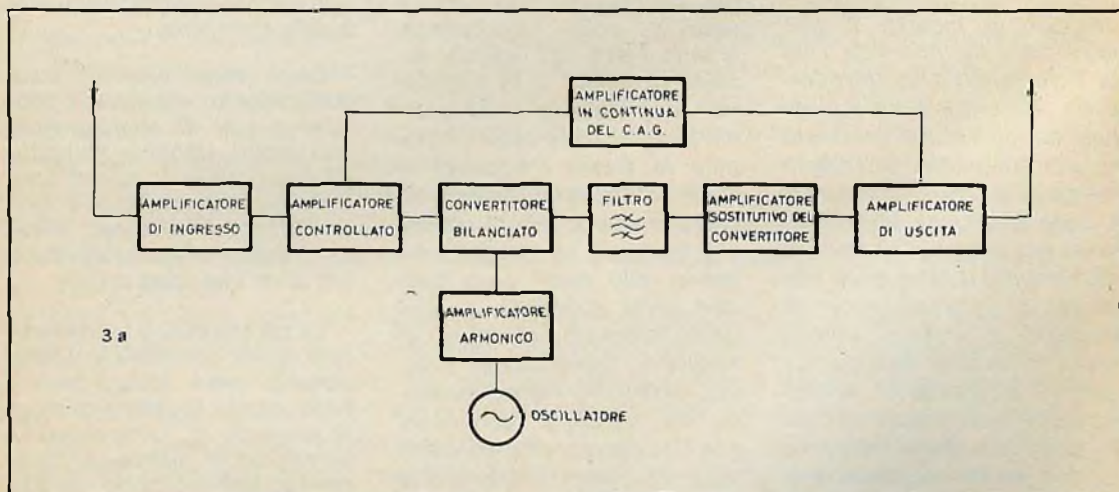 AMPLIFICATORE
IN CONTINUA
DEL C.A.G.
AMPLIFICATORE
DI INGRESSO
AMPLIFICATORE
CONTROLLATO
CONVERTITORE
BILANCIATO
FILTRO
AMPLIFICATORE
SOSTITUTIVO DEL
CONVERTITORE
AMPLIFICATORE
DI USCITA
AMPLIFICATORE
ARMONICO
3 a
OSCILLATORE